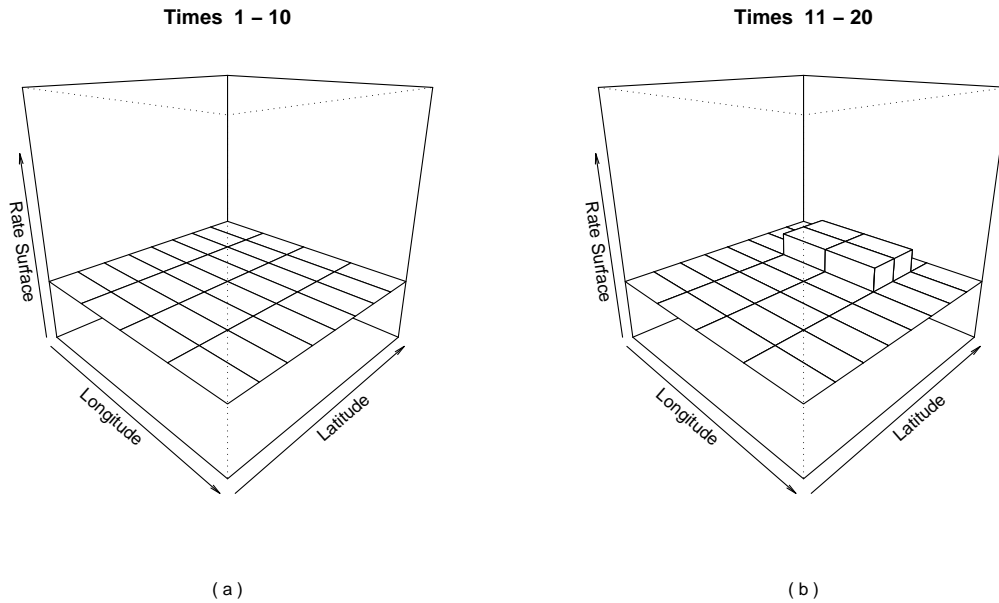 Times 1 – 10
Rate Surface
Longitude
Latitude
( a )
Times 11 – 20
Rate Surface
Longitude
Latitude
( b )